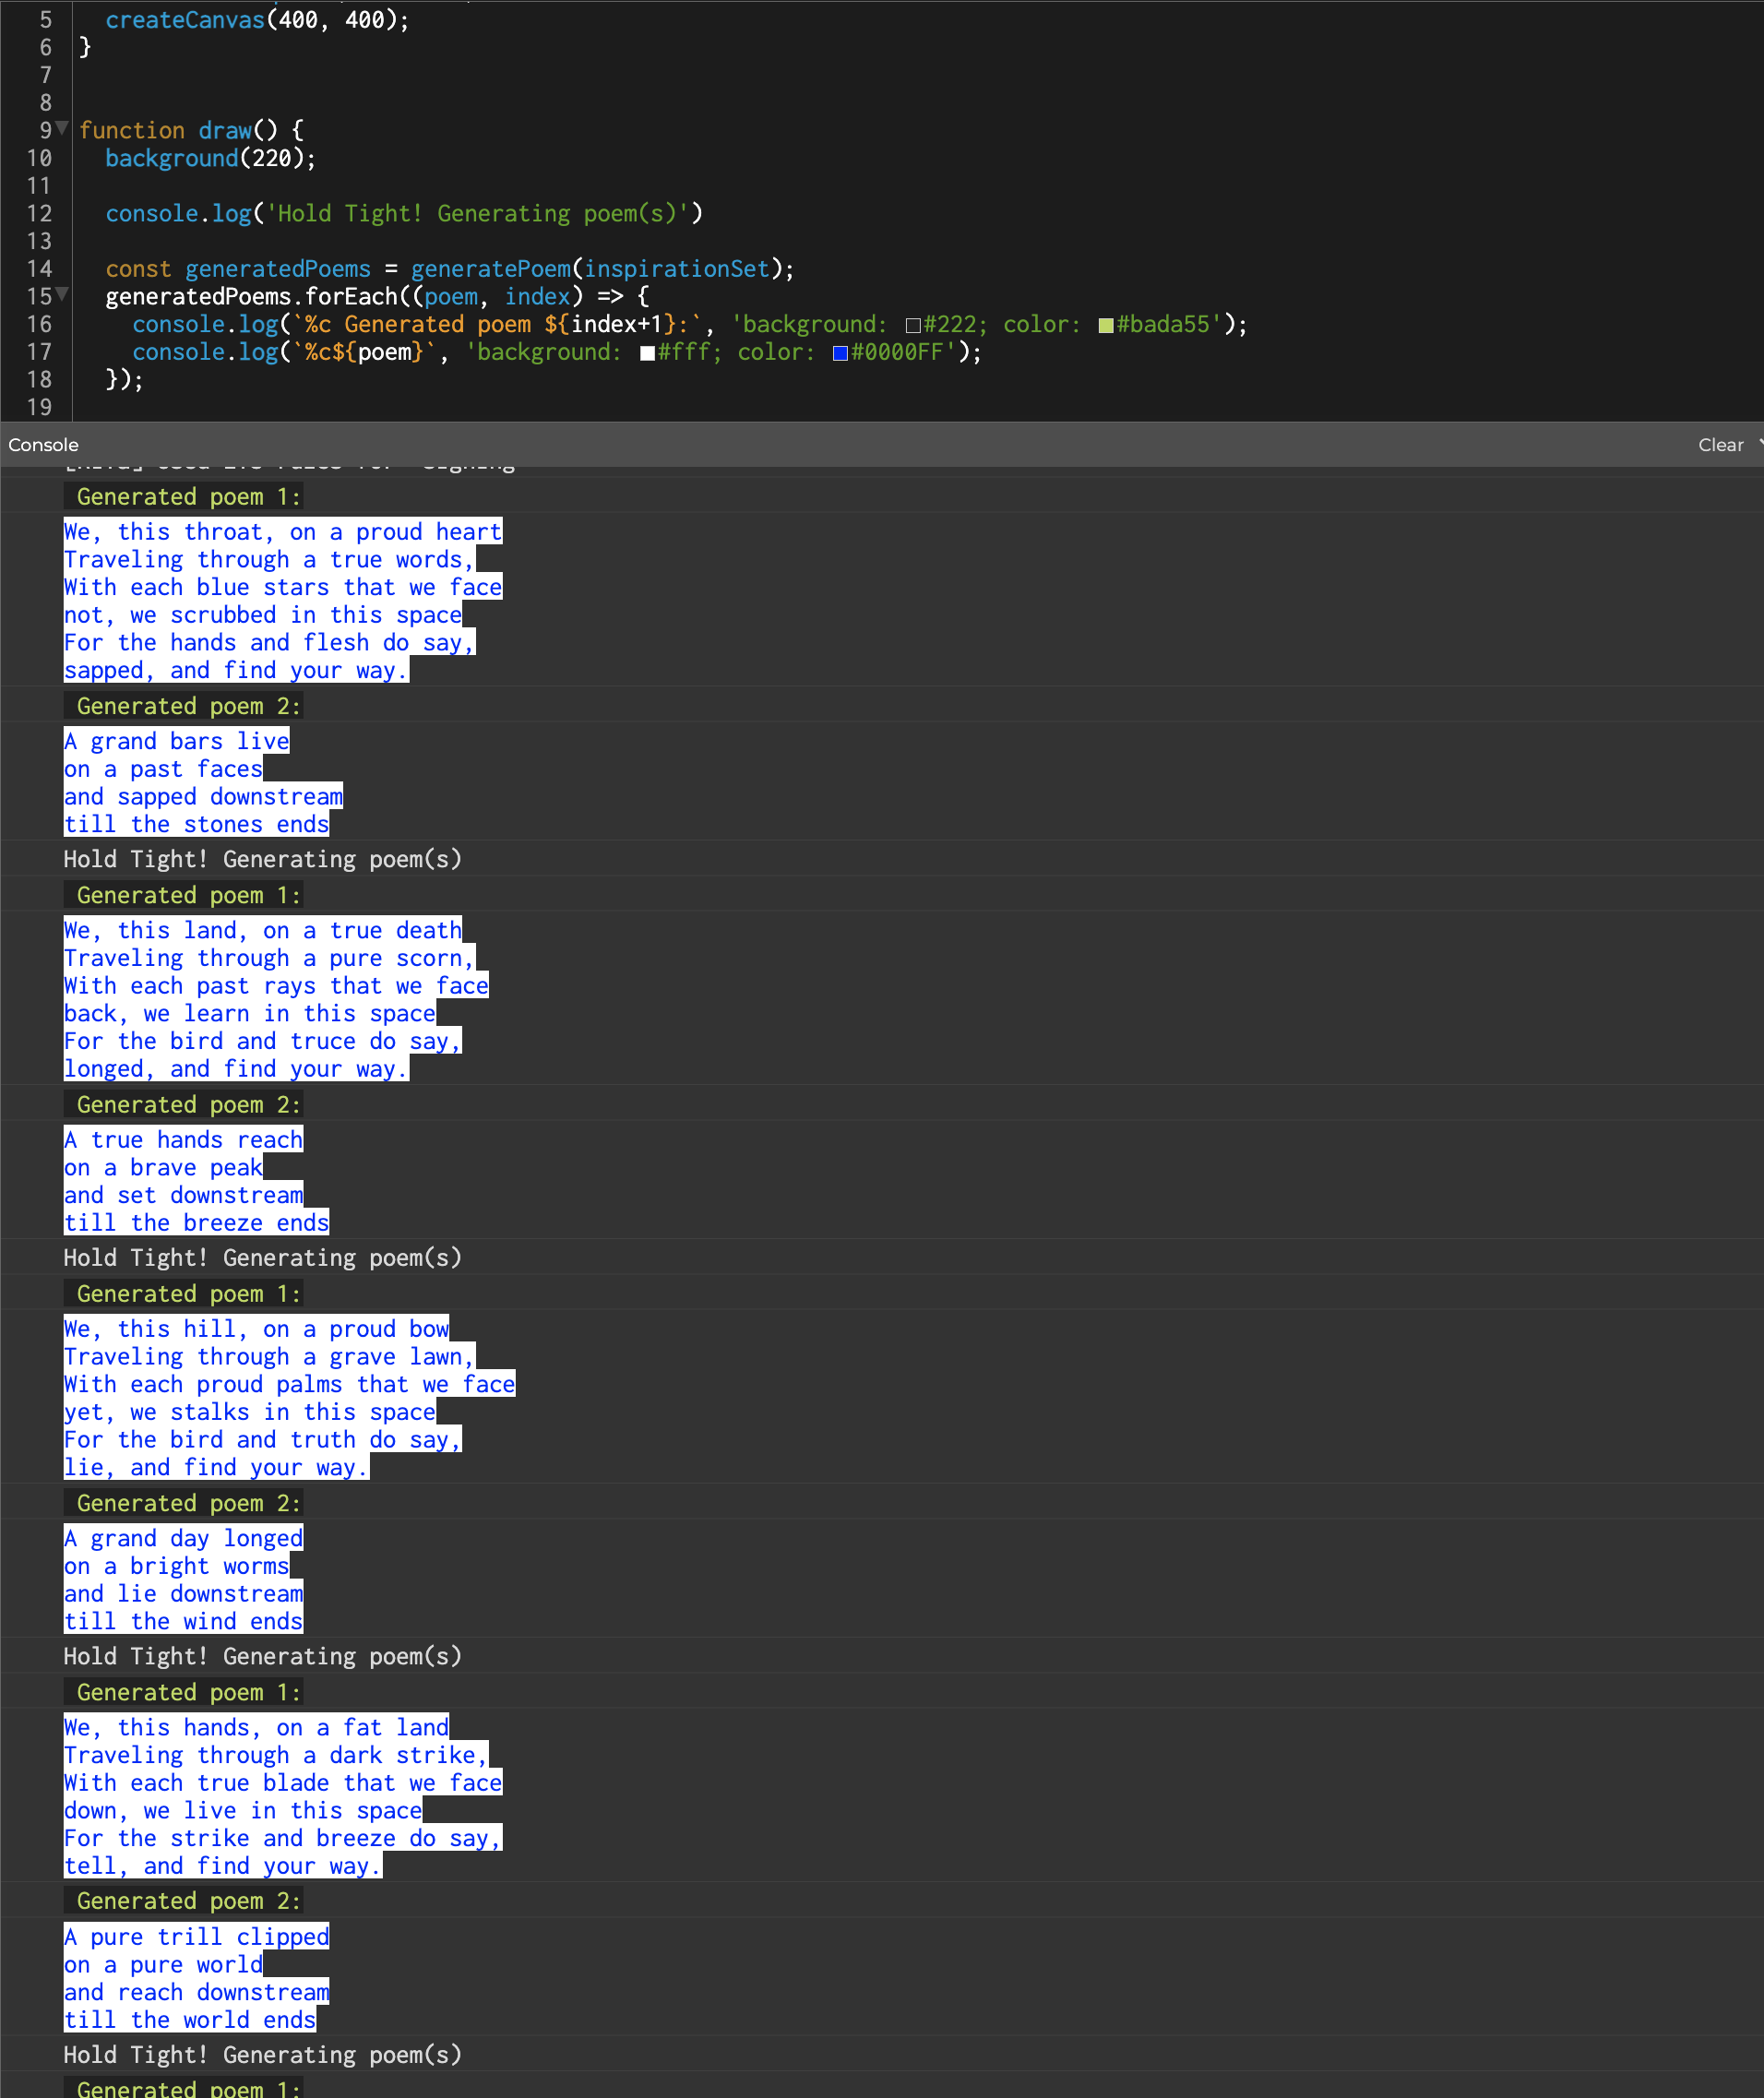 5 createCanvas(400, 400);
6 }
7
8
9 function draw() {
10 background(220);
11
12 console.log('Hold Tight! Generating poem(s)')
13
14 const generatedPoems = generatePoem(inspirationSet);
15 generatedPoems.forEach((poem, index) => {
16 console.log(`%c Generated poem ${index+1}:`, 'background: #222; color: #bada55');
17 console.log(`%c${poem}`, 'background: #fff; color: #0000FF');
18 });
19
Console Clear
Generated poem 1:
We, this throat, on a proud heart
Traveling through a true words,
With each blue stars that we face
not, we scrubbed in this space
For the hands and flesh do say,
sapped, and find your way.
Generated poem 2:
A grand bars live
on a past faces
and sapped downstream
till the stones ends
Hold Tight! Generating poem(s)
Generated poem 1:
We, this land, on a true death
Traveling through a pure scorn,
With each past rays that we face
back, we learn in this space
For the bird and truce do say,
longed, and find your way.
Generated poem 2:
A true hands reach
on a brave peak
and set downstream
till the breeze ends
Hold Tight! Generating poem(s)
Generated poem 1:
We, this hill, on a proud bow
Traveling through a grave lawn,
With each proud palms that we face
yet, we stalks in this space
For the bird and truth do say,
lie, and find your way.
Generated poem 2:
A grand day longed
on a bright worms
and lie downstream
till the wind ends
Hold Tight! Generating poem(s)
Generated poem 1:
We, this hands, on a fat land
Traveling through a dark strike,
With each true blade that we face
down, we live in this space
For the strike and breeze do say,
tell, and find your way.
Generated poem 2:
A pure trill clipped
on a pure world
and reach downstream
till the world ends
Hold Tight! Generating poem(s)
Generated poem 1: